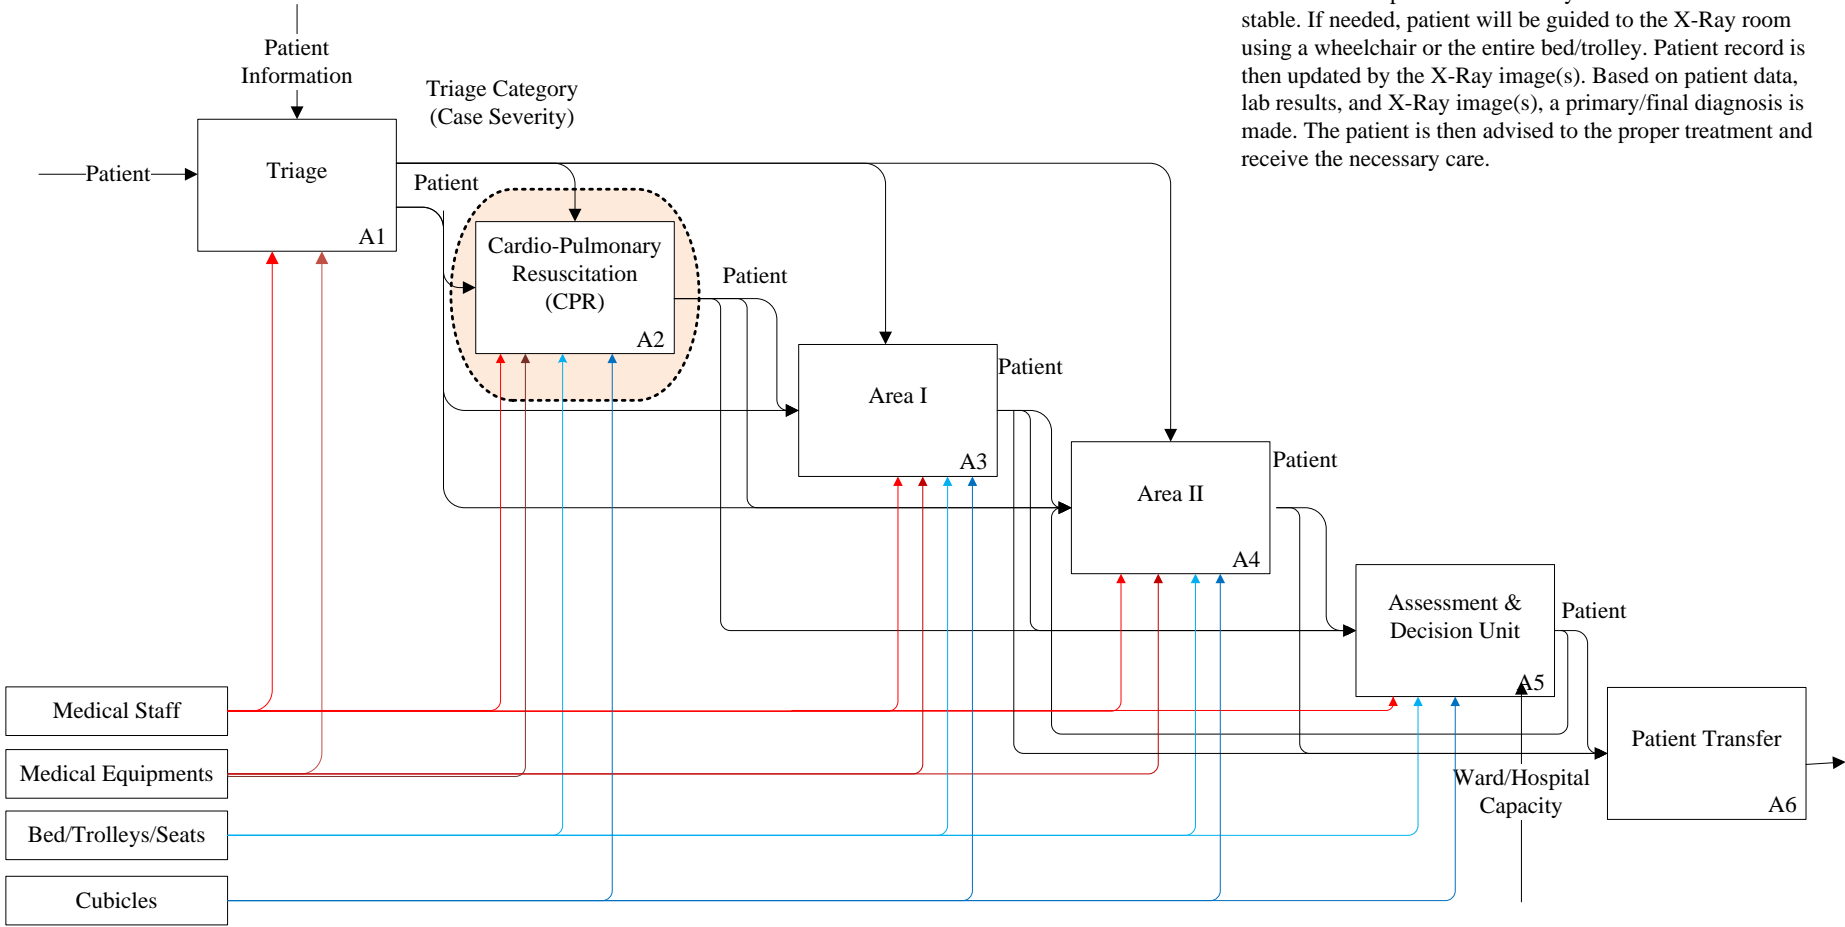 stable. If needed, patient will be guided to the X-Ray room
using a wheelchair or the entire bed/trolley. Patient record is
then updated by the X-Ray image(s). Based on patient data,
lab results, and X-Ray image(s), a primary/final diagnosis is
made. The patient is then advised to the proper treatment and
receive the necessary care.
Patient
Information
Triage Category
(Case Severity)
Patient
Triage
A1
Patient
Cardio-Pulmonary
Resuscitation
(CPR)
A2
Patient
Area I
A3
Patient
Area II
A4
Patient
Assessment &
Decision Unit
A5
Patient
Patient Transfer
A6
Ward/Hospital
Capacity
Medical Staff
Medical Equipments
Bed/Trolleys/Seats
Cubicles